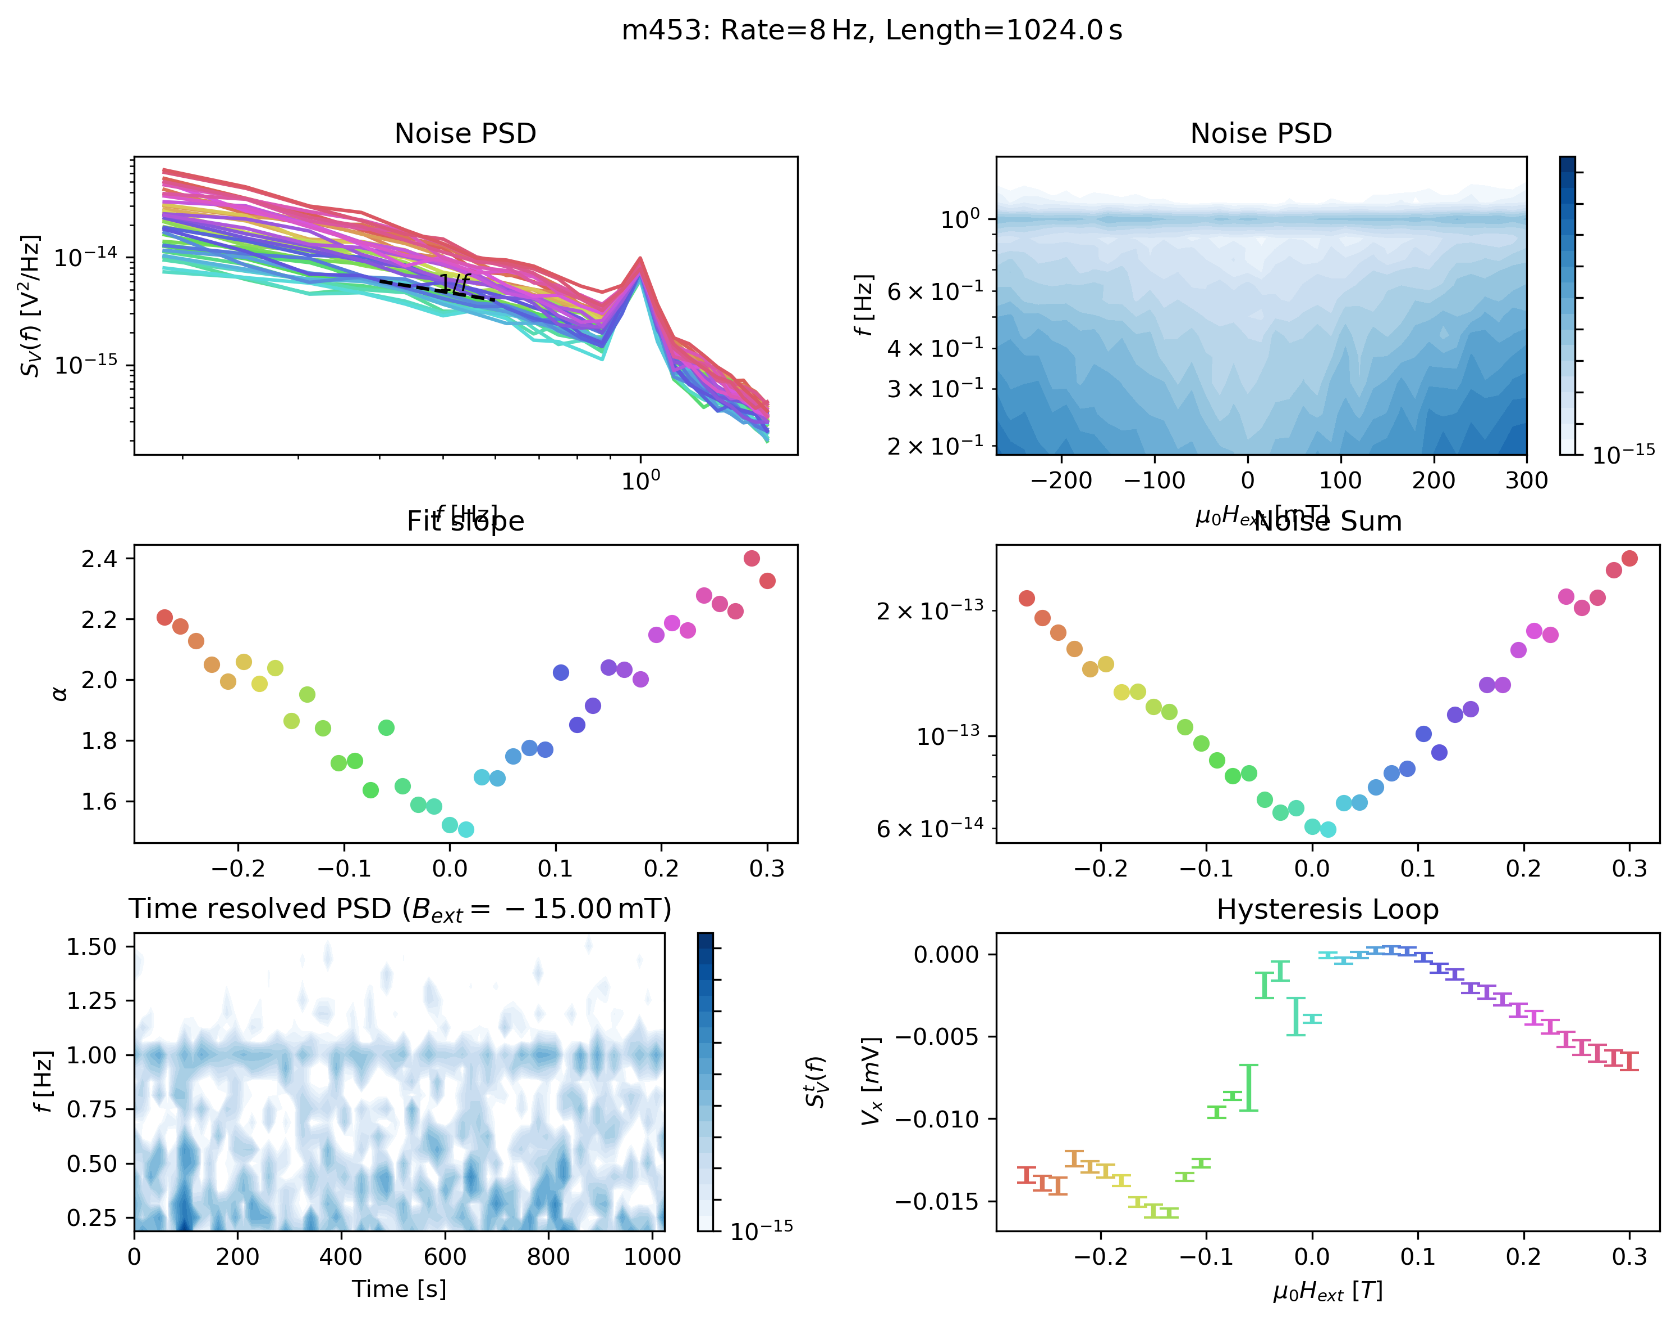 m453: Rate=8 Hz, Length=1024.0 s
Noise PSD
S_V(f) [V²/Hz]
10⁻¹⁴
10⁻¹⁵
1/f
10⁰
f [Hz]
Noise PSD
f [Hz]
10⁰
6 × 10⁻¹
4 × 10⁻¹
3 × 10⁻¹
2 × 10⁻¹
−200 −100 0 100 200 300
μ₀H_ext [mT]
10⁻¹⁵
Fit slope
α
2.4
2.2
2.0
1.8
1.6
−0.2 −0.1 0.0 0.1 0.2 0.3
Noise Sum
2 × 10⁻¹³
10⁻¹³
6 × 10⁻¹⁴
−0.2 −0.1 0.0 0.1 0.2 0.3
Time resolved PSD (B_ext = −15.00 mT)
f [Hz]
1.50
1.25
1.00
0.75
0.50
0.25
0 200 400 600 800 1000
Time [s]
10⁻¹⁵
S_V^t(f)
Hysteresis Loop
V_x [mV]
0.000
−0.005
−0.010
−0.015
−0.2 −0.1 0.0 0.1 0.2 0.3
μ₀H_ext [T]